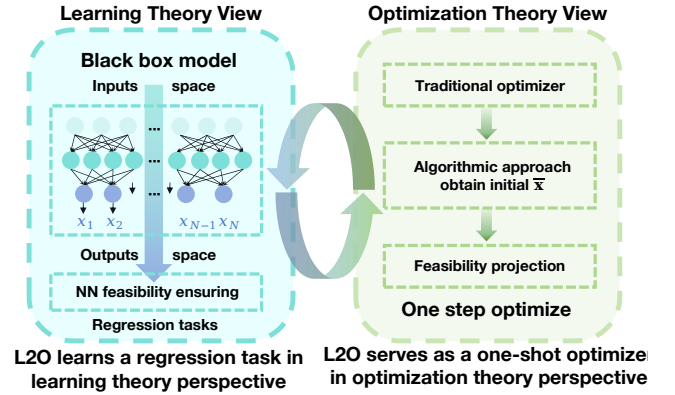 Learning Theory View
Black box model
Inputs space
...
...
...
x1 x2 xN−1 xN
Outputs space
NN feasibility ensuring
Regression tasks
L2O learns a regression task in
learning theory perspective
Optimization Theory View
Traditional optimizer
Algorithmic approach
obtain initial x̅
Feasibility projection
One step optimize
L2O serves as a one-shot optimize
in optimization theory perspective